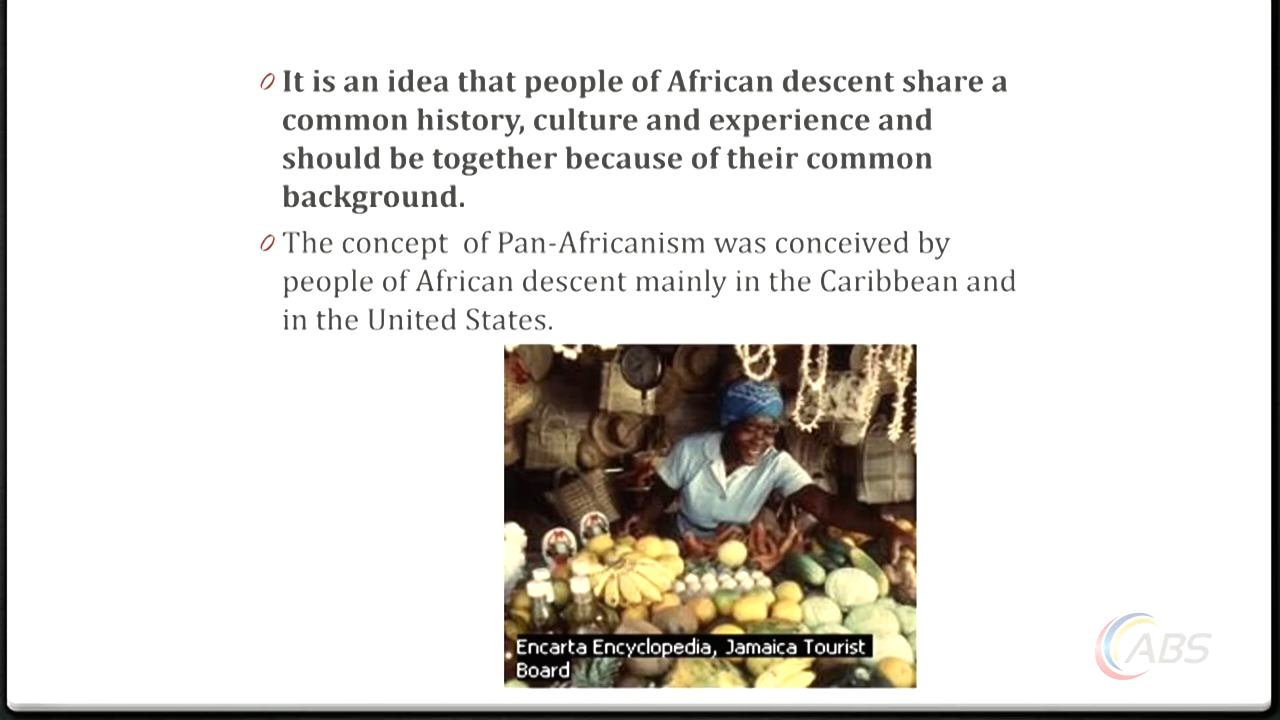 It is an idea that people of African descent share a
common history, culture and experience and
should be together because of their common
background.
The concept  of Pan-Africanism was conceived by
people of African descent mainly in the Caribbean and
in the United States.
Encarta Encyclopedia, Jamaica Tourist
Board
ABS